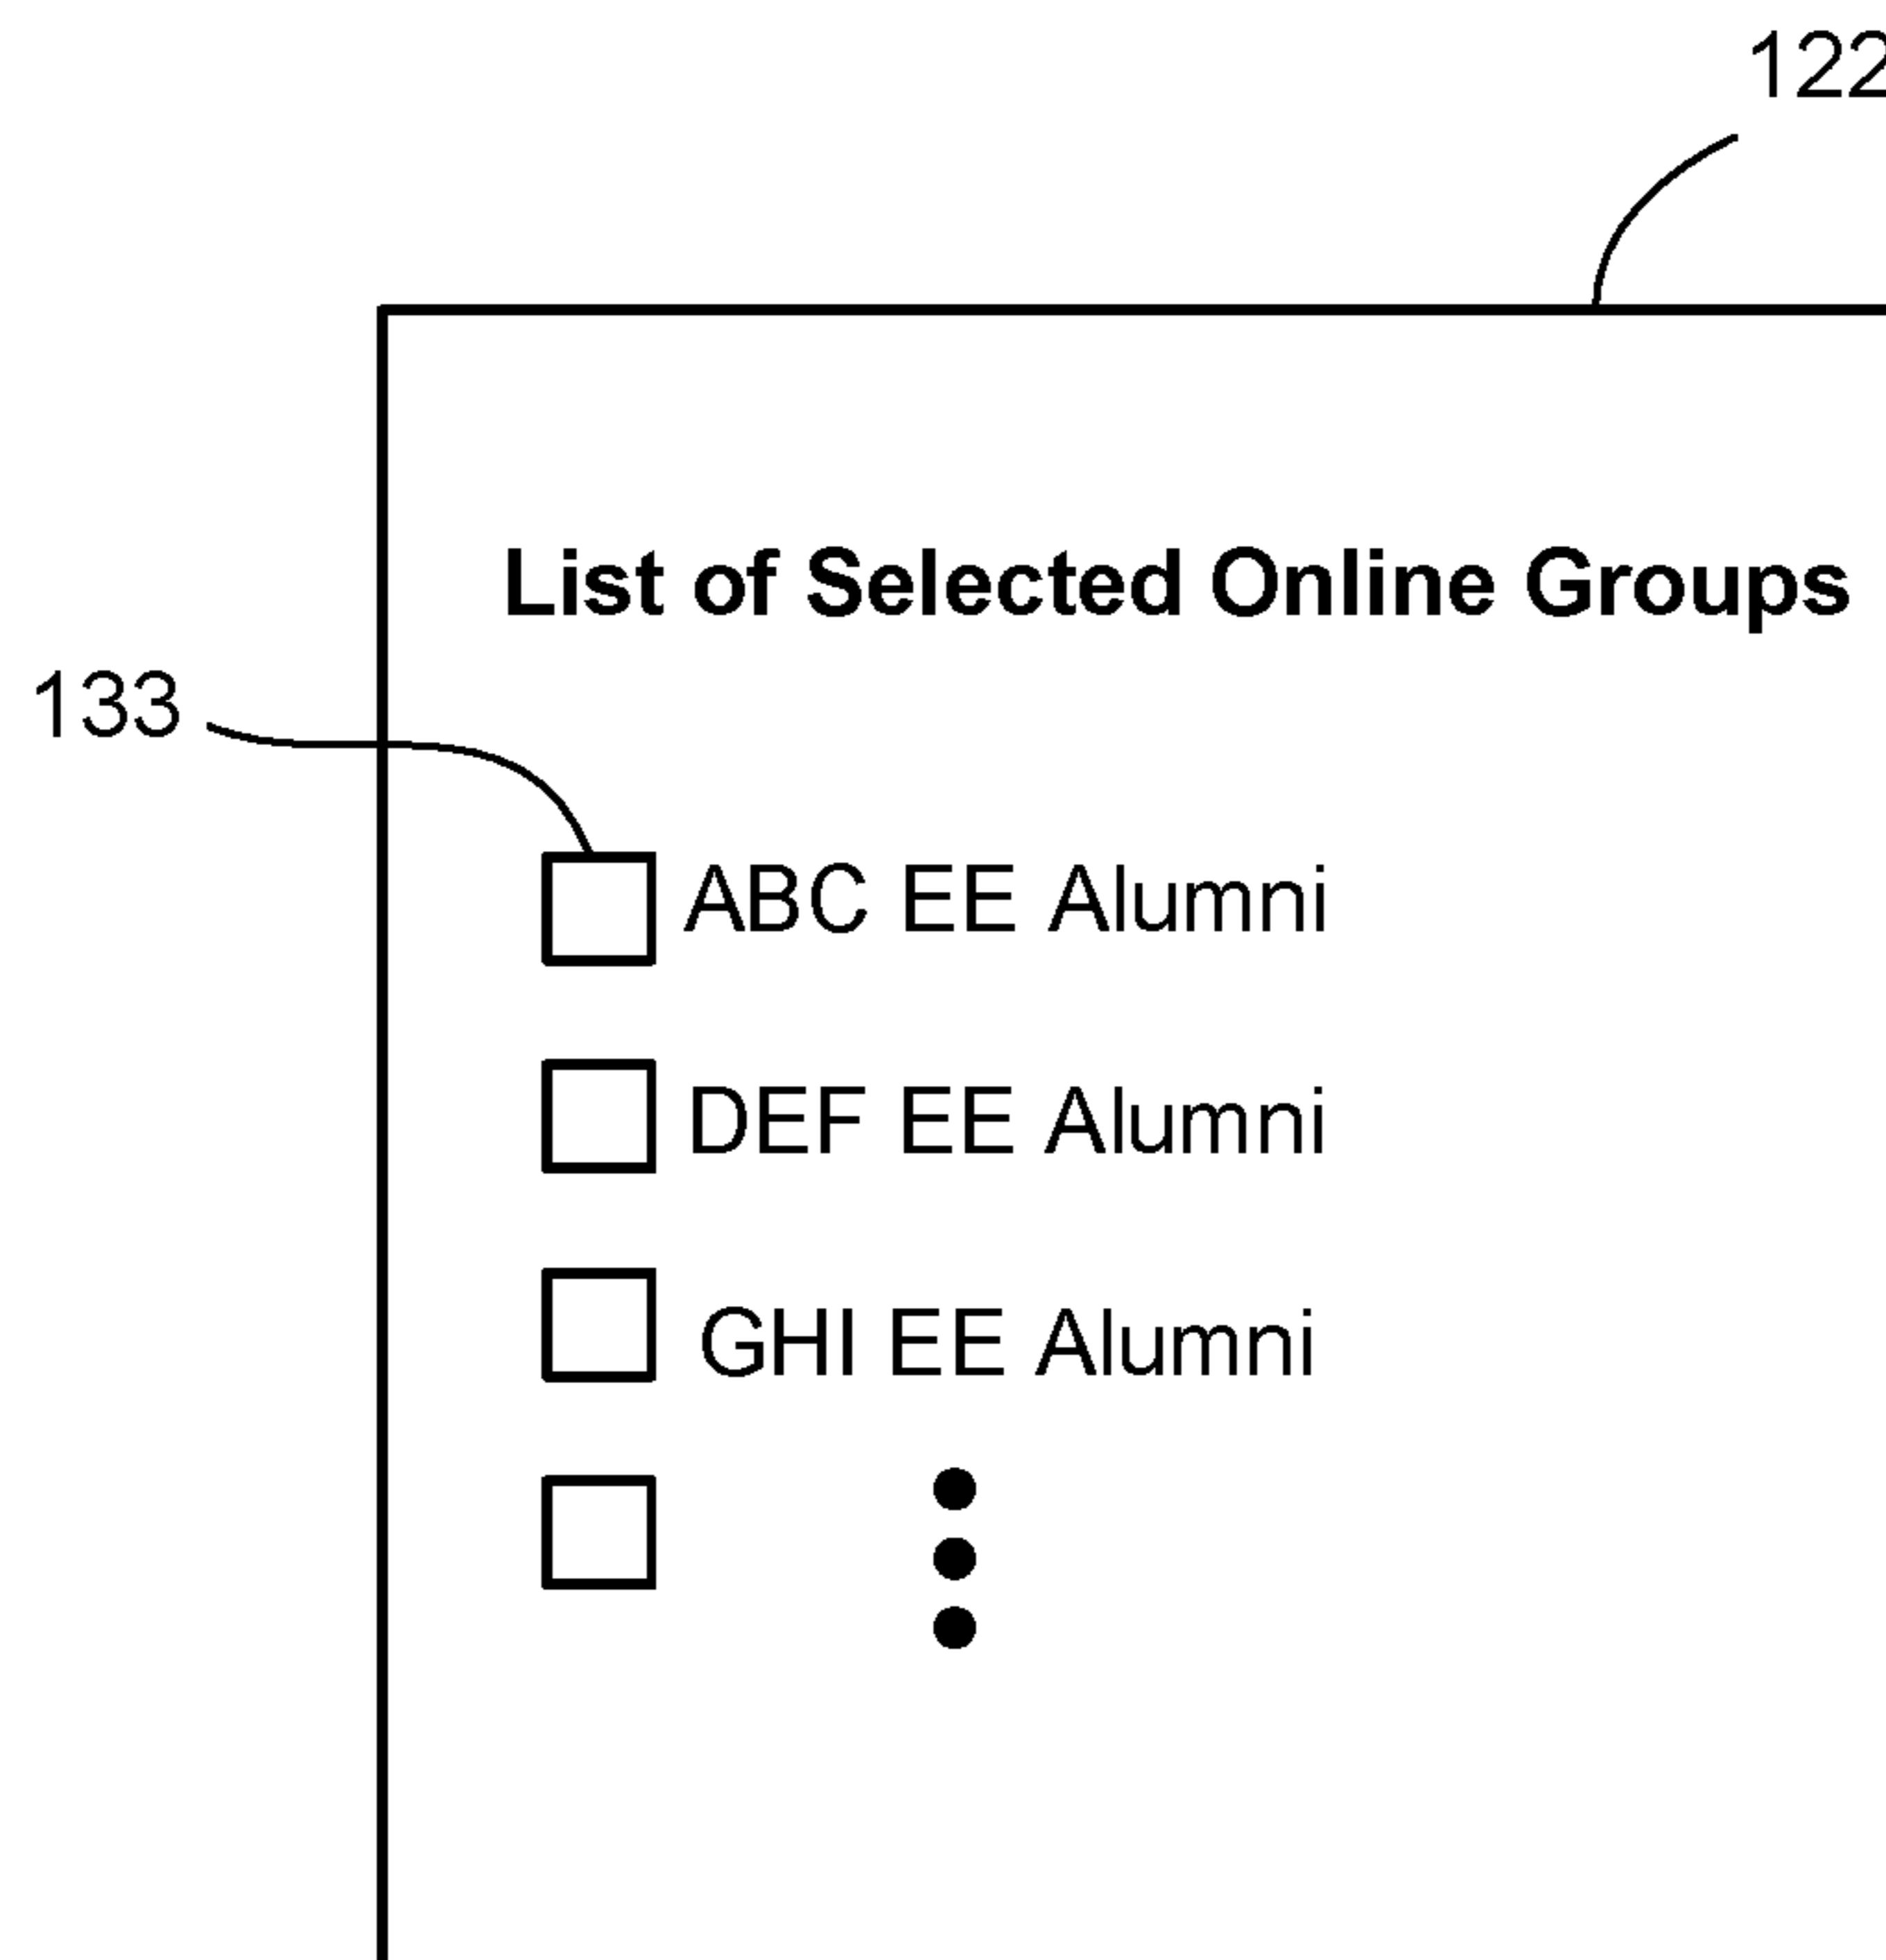 122
List of Selected Online Groups
133
ABC EE Alumni
DEF EE Alumni
GHI EE Alumni